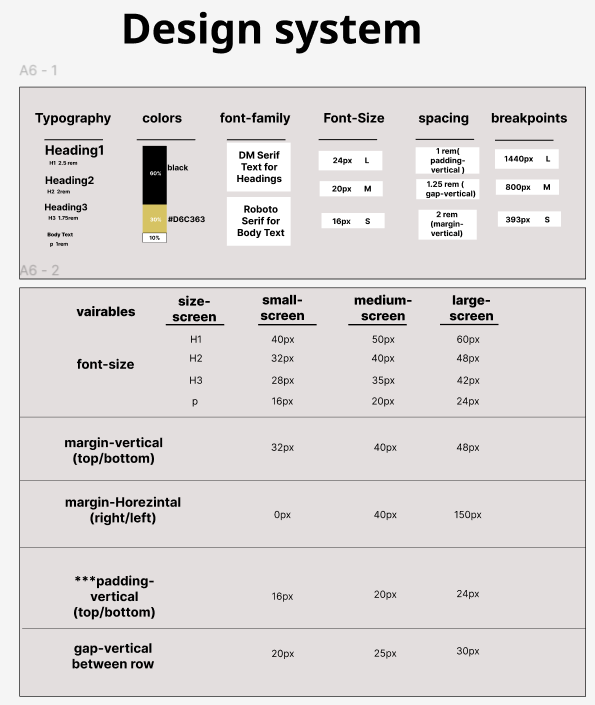 Design system
A6 - 1
Typography colors font-family Font-Size spacing breakpoints
Heading1
H1 2.5 rem
Heading2
H2 2rem
Heading3
H3 1.75rem
Body Text
p 1rem
60% black
30% #D6C363
10%
DM Serif
Text for
Headings
Roboto
Serif for
Body Text
24px L
20px M
16px S
1 rem(
padding-
vertical )
1.25 rem (
gap-vertical)
2 rem
(margin-
vertical)
1440px L
800px M
393px S
A6 - 2
vairables size-screen small-screen medium-screen large-screen
font-size
H1 40px 50px 60px
H2 32px 40px 48px
H3 28px 35px 42px
p 16px 20px 24px
margin-vertical
(top/bottom)
32px 40px 48px
margin-Horezintal
(right/left)
0px 40px 150px
***padding-
vertical
(top/bottom)
16px 20px 24px
gap-vertical
between row
20px 25px 30px